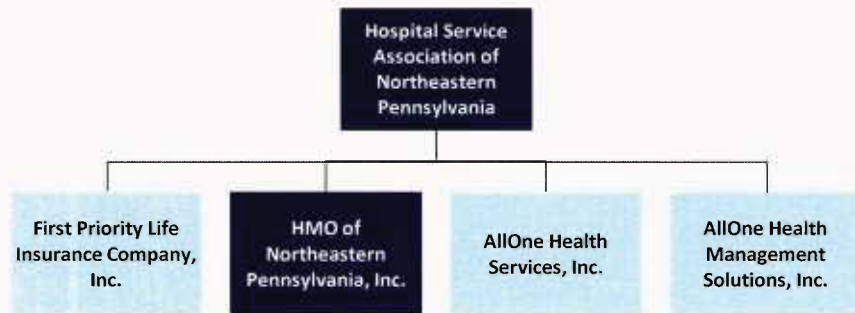 Hospital Service
Association of
Northeastern
Pennsylvania
First Priority Life
Insurance Company,
Inc.
HMO of
Northeastern
Pennsylvania, Inc.
AllOne Health
Services, Inc.
AllOne Health
Management
Solutions, Inc.